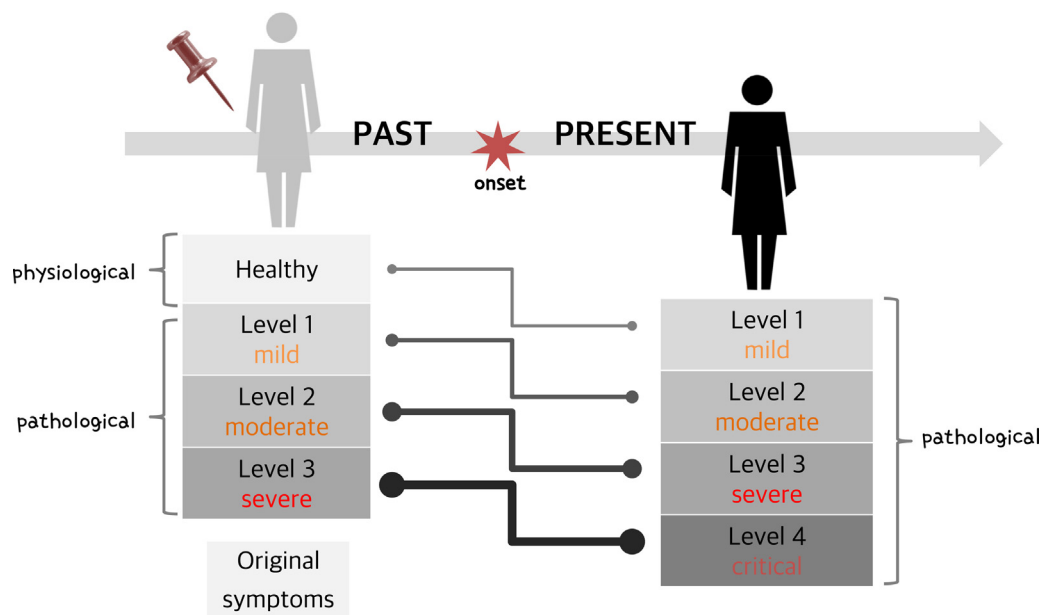 PAST
PRESENT
onset
physiological
Healthy
pathological
Level 1
mild
Level 2
moderate
Level 3
severe
Original
symptoms
Level 1
mild
Level 2
moderate
Level 3
severe
Level 4
critical
pathological